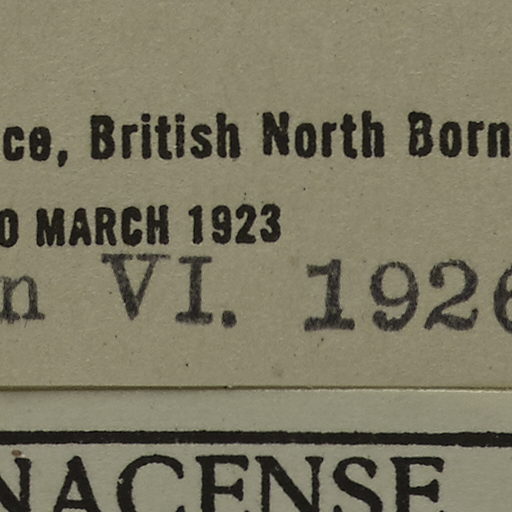 ce, British North Born
0 MARCH 1923
n VI. 1926
NACENSE